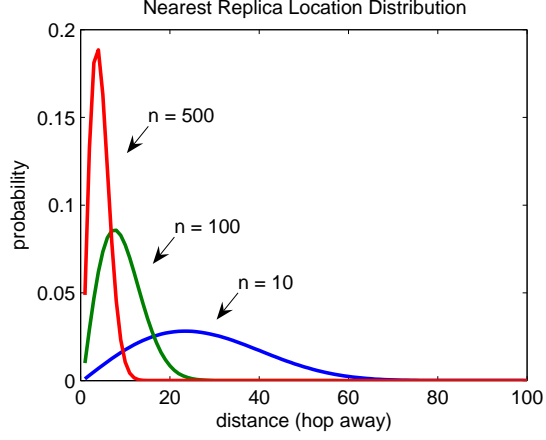 Nearest Replica Location Distribution
0.2
0.15
0.1
0.05
0
probability
n = 500
n = 100
n = 10
0 20 40 60 80 100
distance (hop away)